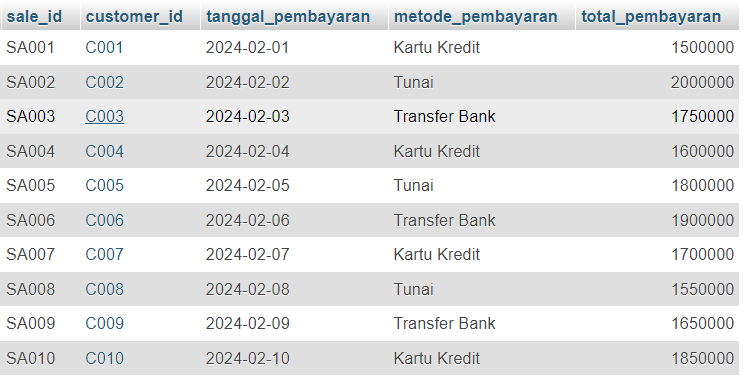 sale_id customer_id tanggal_pembayaran metode_pembayaran total_pembayaran
SA001 C001 2024-02-01 Kartu Kredit 1500000
SA002 C002 2024-02-02 Tunai 2000000
SA003 C003 2024-02-03 Transfer Bank 1750000
SA004 C004 2024-02-04 Kartu Kredit 1600000
SA005 C005 2024-02-05 Tunai 1800000
SA006 C006 2024-02-06 Transfer Bank 1900000
SA007 C007 2024-02-07 Kartu Kredit 1700000
SA008 C008 2024-02-08 Tunai 1550000
SA009 C009 2024-02-09 Transfer Bank 1650000
SA010 C010 2024-02-10 Kartu Kredit 1850000